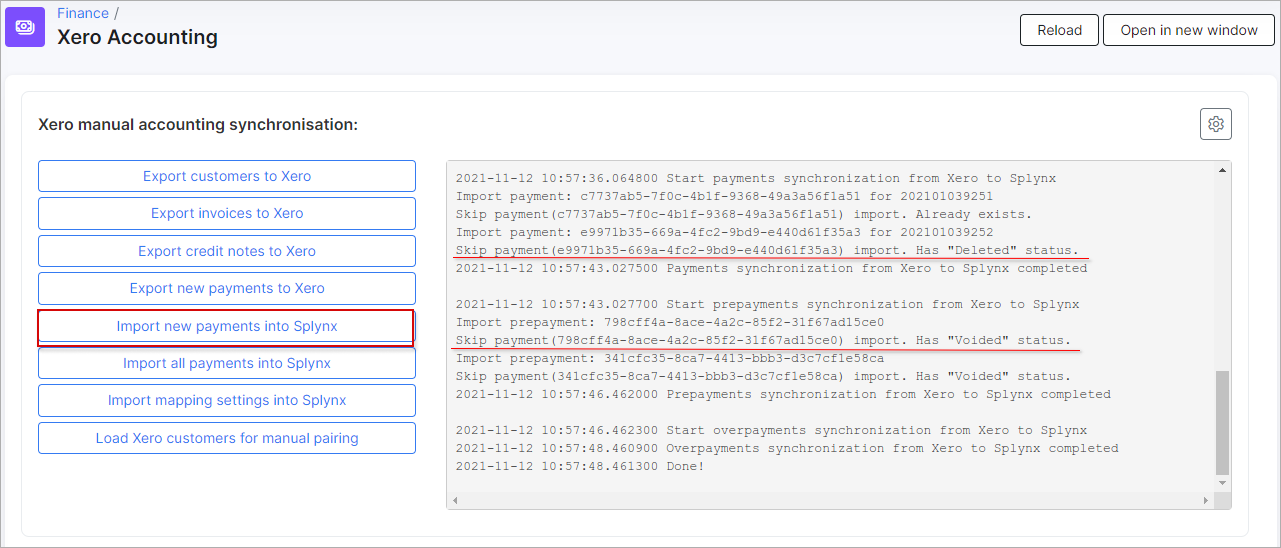 Finance /
Xero Accounting
Reload
Open in new window
Xero manual accounting synchronisation:
Export customers to Xero
Export invoices to Xero
Export credit notes to Xero
Export new payments to Xero
Import new payments into Splynx
Import all payments into Splynx
Import mapping settings into Splynx
Load Xero customers for manual pairing
2021-11-12 10:57:36.064800 Start payments synchronization from Xero to Splynx
Import payment: c7737ab5-7f0c-4b1f-9368-49a3a56f1a51 for 202101039251
Skip payment(c7737ab5-7f0c-4b1f-9368-49a3a56f1a51) import. Already exists.
Import payment: e9971b35-669a-4fc2-9bd9-e440d61f35a3 for 202101039252
Skip payment(e9971b35-669a-4fc2-9bd9-e440d61f35a3) import. Has "Deleted" status.
2021-11-12 10:57:43.027500 Payments synchronization from Xero to Splynx completed
2021-11-12 10:57:43.027700 Start prepayments synchronization from Xero to Splynx
Import prepayment: 798cff4a-8ace-4a2c-85f2-31f67ad15ce0
Skip payment(798cff4a-8ace-4a2c-85f2-31f67ad15ce0) import. Has "Voided" status.
Import prepayment: 341cfc35-8ca7-4413-bbb3-d3c7cf1e58ca
Skip payment(341cfc35-8ca7-4413-bbb3-d3c7cf1e58ca) import. Has "Voided" status.
2021-11-12 10:57:46.462000 Prepayments synchronization from Xero to Splynx completed
2021-11-12 10:57:46.462300 Start overpayments synchronization from Xero to Splynx
2021-11-12 10:57:48.460900 Overpayments synchronization from Xero to Splynx completed
2021-11-12 10:57:48.461300 Done!